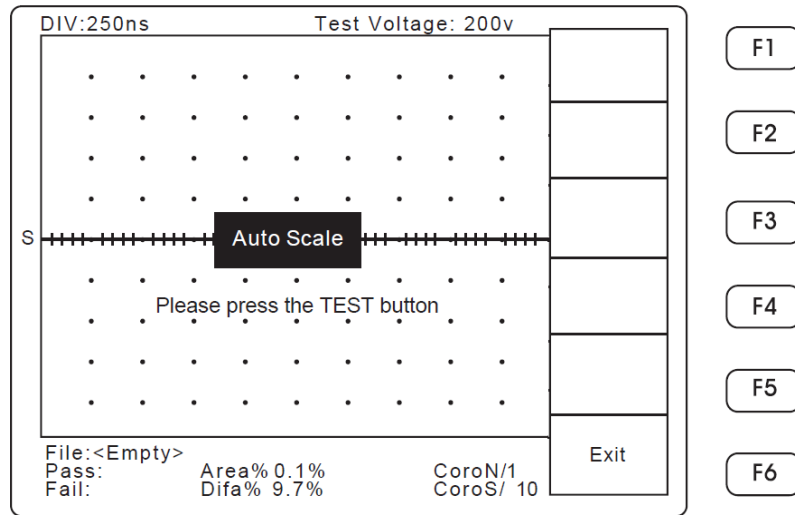 DIV:250ns Test Voltage: 200v
F1
F2
F3
S Auto Scale
Please press the TEST button
F4
F5
File:<Empty>
Pass: Area% 0.1% CoroN/1
Fail: Difa% 9.7% CoroS/ 10
Exit
F6